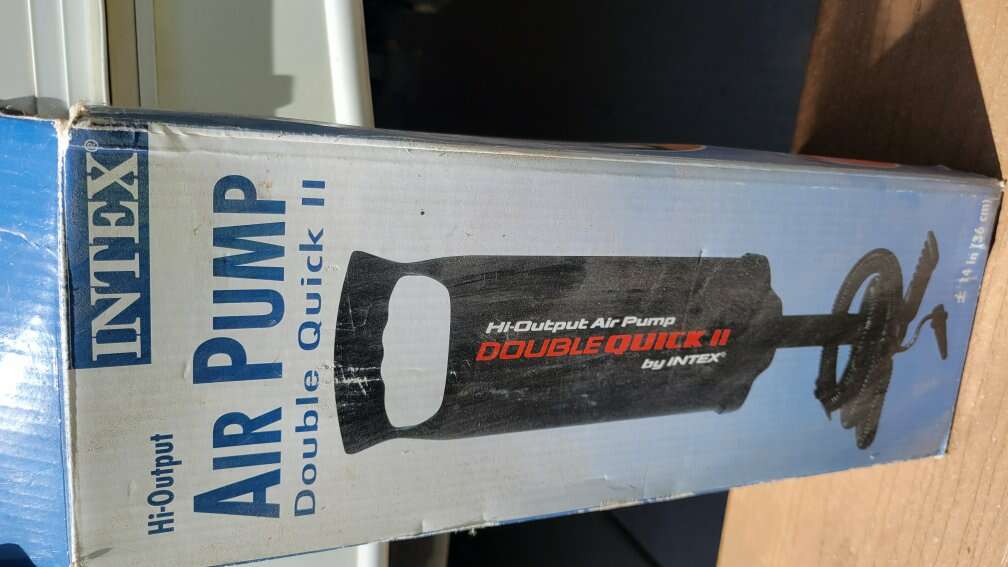 INTEX®
Hi-Output
AIR PUMP
Double Quick II
Hi-Output Air Pump
DOUBLE QUICK II
by INTEX®
± 14 in (36 cm)